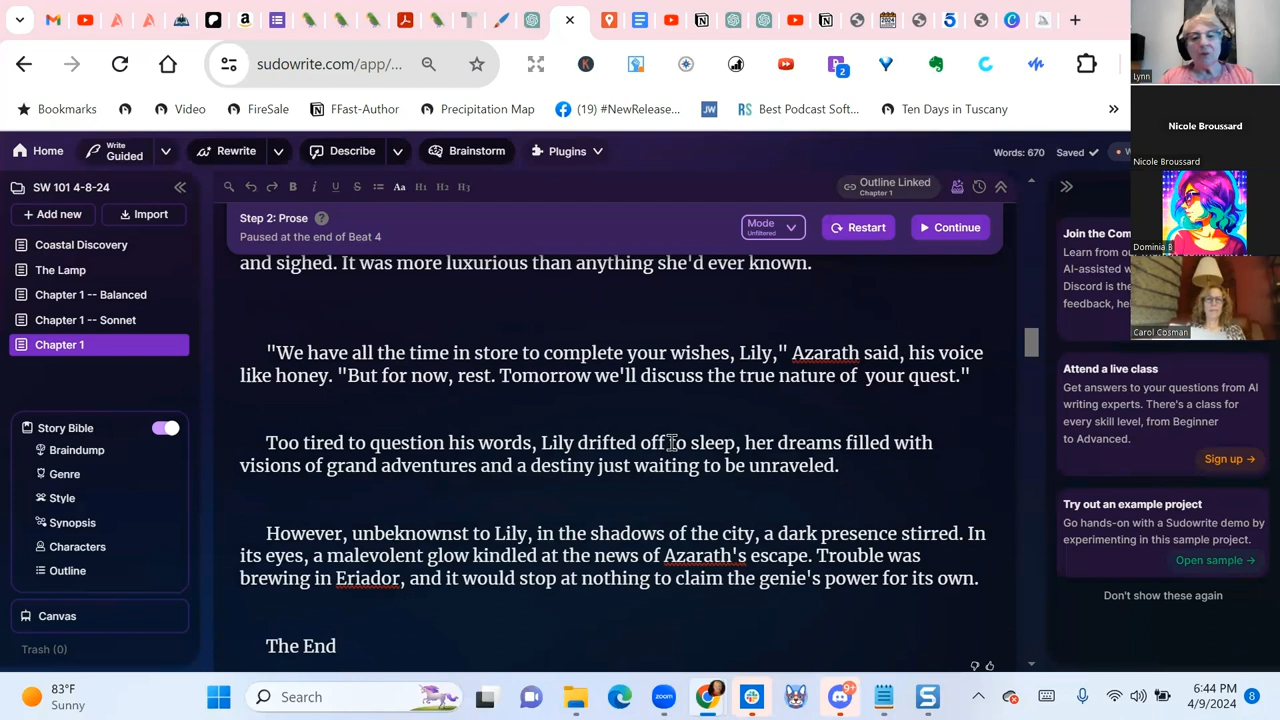 sudowrite.com/app/...
2
Bookmarks
Video
FireSale
FFast-Author
Precipitation Map
(19) #NewRelease...
JW
RS Best Podcast Soft...
Ten Days in Tuscany
»
Lynn
Nicole Broussard
Nicole Broussard
Dominia B
Carol Cosman
Home
Write
Guided
Rewrite
Describe
Brainstorm
Plugins
Words: 670
Saved
SW 101 4-8-24
+ Add new
Import
Coastal Discovery
The Lamp
Chapter 1 -- Balanced
Chapter 1 -- Sonnet
Chapter 1
Story Bible
Braindump
Genre
Style
Synopsis
Characters
Outline
Canvas
Trash (0)
B I U S Aa H1 H2 H3
Outline Linked
Chapter 1
Step 2: Prose ?
Paused at the end of Beat 4
Mode
Unfiltered
Restart
Continue
and sighed. It was more luxurious than anything she'd ever known.
"We have all the time in store to complete your wishes, Lily," Azarath said, his voice
like honey. "But for now, rest. Tomorrow we'll discuss the true nature of your quest."
Too tired to question his words, Lily drifted off to sleep, her dreams filled with
visions of grand adventures and a destiny just waiting to be unraveled.
However, unbeknownst to Lily, in the shadows of the city, a dark presence stirred. In
its eyes, a malevolent glow kindled at the news of Azarath's escape. Trouble was
brewing in Eriador, and it would stop at nothing to claim the genie's power for its own.
The End
Join the Com
AI-assisted w
Discord is the
feedback, he
Attend a live class
Get answers to your questions from AI
writing experts. There's a class for
every skill level, from Beginner
to Advanced.
Sign up →
Try out an example project
Go hands-on with a Sudowrite demo by
experimenting in this sample project.
Open sample →
Don't show these again
83°F
Sunny
Search
9+
6:44 PM
4/9/2024
8